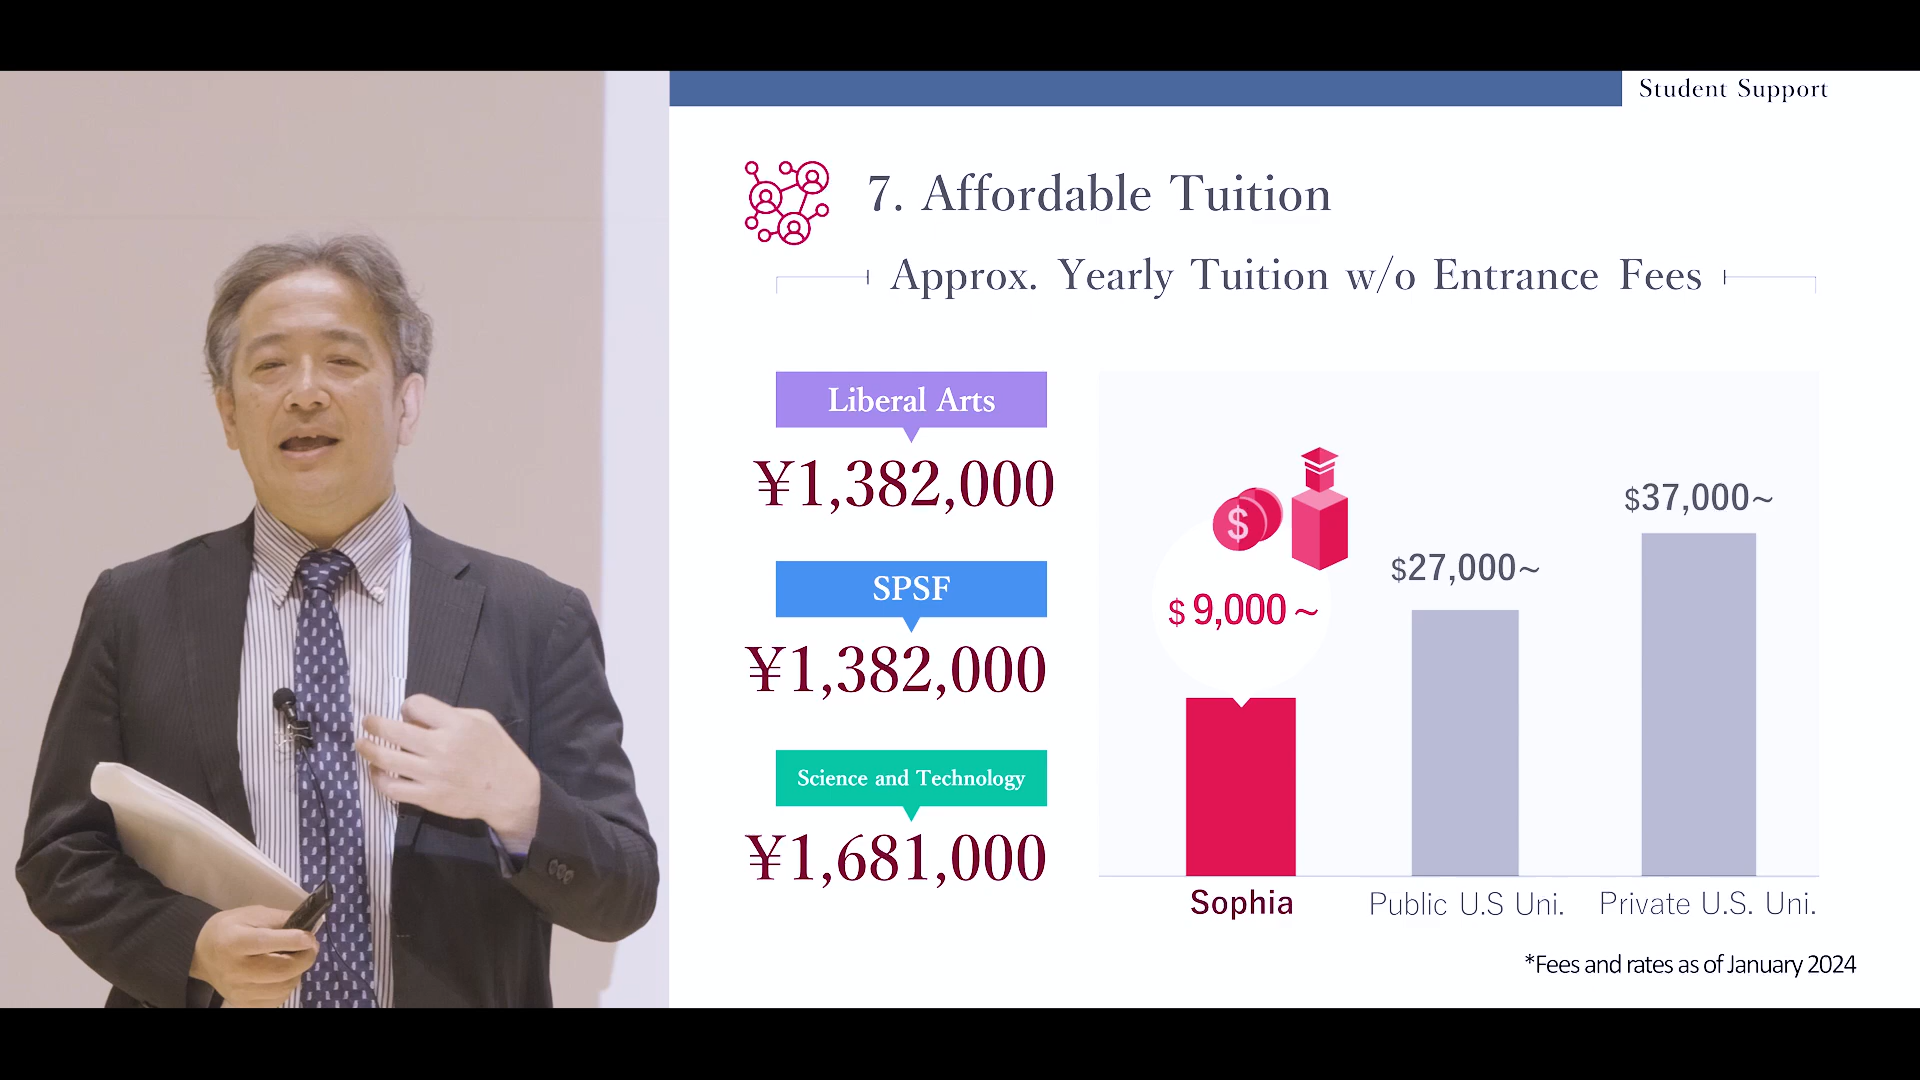 Student Support
7. Affordable Tuition
Approx. Yearly Tuition w/o Entrance Fees
Liberal Arts
¥1,382,000
SPSF
¥1,382,000
Science and Technology
¥1,681,000
$
$ 9,000 ~
$27,000~
$37,000~
Sophia
Public U.S Uni.
Private U.S. Uni.
*Fees and rates as of January 2024